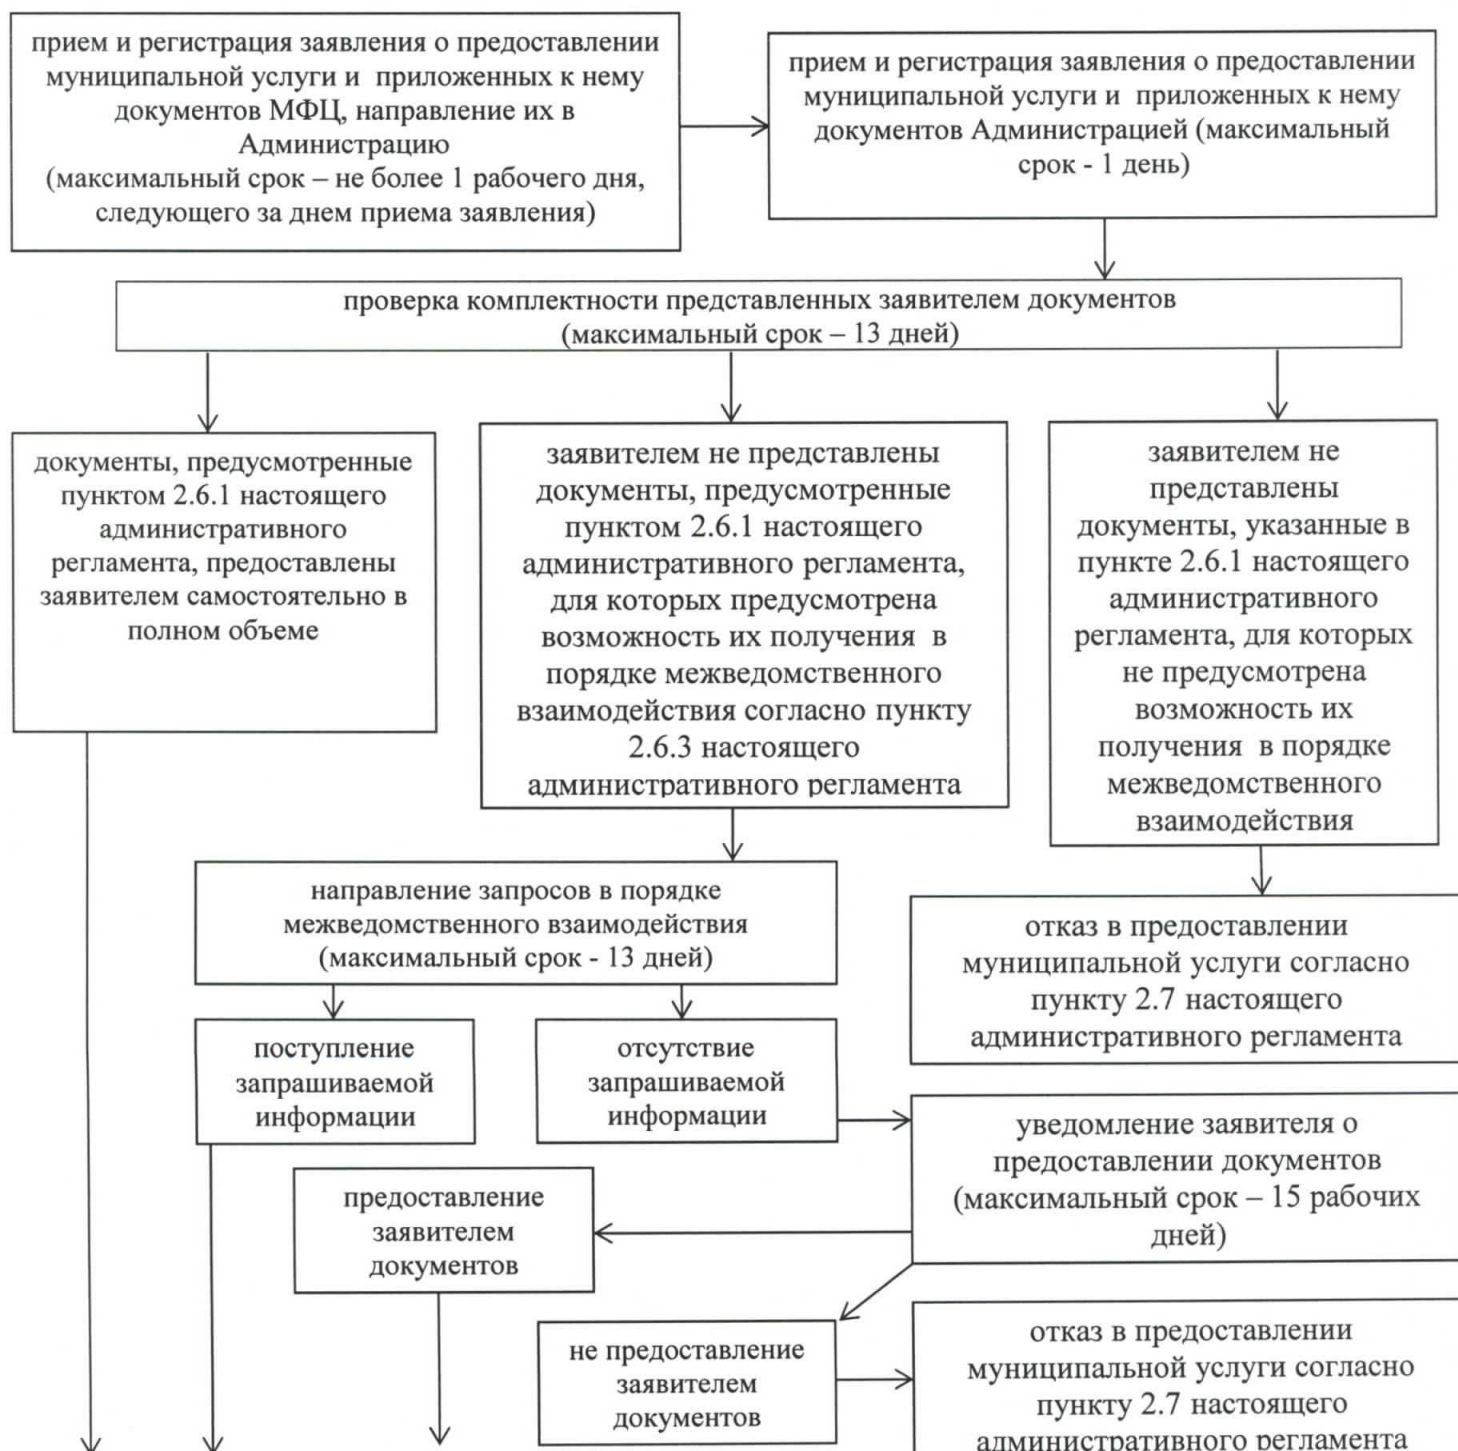 прием и регистрация заявления о предоставлении
муниципальной услуги и приложенных к нему
документов МФЦ, направление их в
Администрацию
(максимальный срок – не более 1 рабочего дня,
следующего за днем приема заявления)
прием и регистрация заявления о предоставлении
муниципальной услуги и приложенных к нему
документов Администрацией (максимальный
срок - 1 день)
проверка комплектности представленных заявителем документов
(максимальный срок – 13 дней)
документы, предусмотренные
пунктом 2.6.1 настоящего
административного
регламента, предоставлены
заявителем самостоятельно в
полном объеме
заявителем не представлены
документы, предусмотренные
пунктом 2.6.1 настоящего
административного регламента,
для которых предусмотрена
возможность их получения в
порядке межведомственного
взаимодействия согласно пункту
2.6.3 настоящего
административного регламента
заявителем не
представлены
документы, указанные в
пункте 2.6.1 настоящего
административного
регламента, для которых
не предусмотрена
возможность их
получения в порядке
межведомственного
взаимодействия
направление запросов в порядке
межведомственного взаимодействия
(максимальный срок - 13 дней)
отказ в предоставлении
муниципальной услуги согласно
пункту 2.7 настоящего
административного регламента
поступление
запрашиваемой
информации
отсутствие
запрашиваемой
информации
уведомление заявителя о
предоставлении документов
(максимальный срок – 15 рабочих
дней)
предоставление
заявителем
документов
не предоставление
заявителем
документов
отказ в предоставлении
муниципальной услуги согласно
пункту 2.7 настоящего
административного регламента